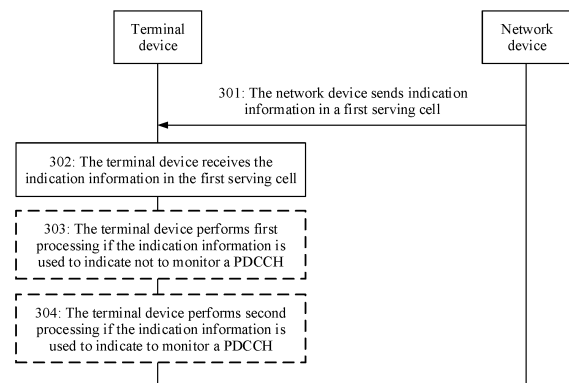 Terminal
device
Network
device
301: The network device sends indication
information in a first serving cell
302: The terminal device receives the
indication information in the first serving cell
303: The terminal device performs first
processing if the indication information is
used to indicate not to monitor a PDCCH
304: The terminal device performs second
processing if the indication information is
used to indicate to monitor a PDCCH